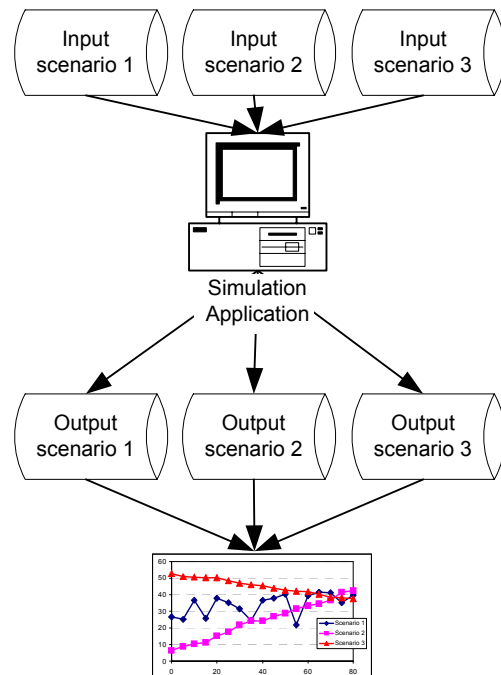 Input
scenario 1
Input
scenario 2
Input
scenario 3
Simulation
Application
Output
scenario 1
Output
scenario 2
Output
scenario 3
60
50
40
30
20
10
0
0 20 40 60 80
Scenario 1
Scenario 2
Scenario 3